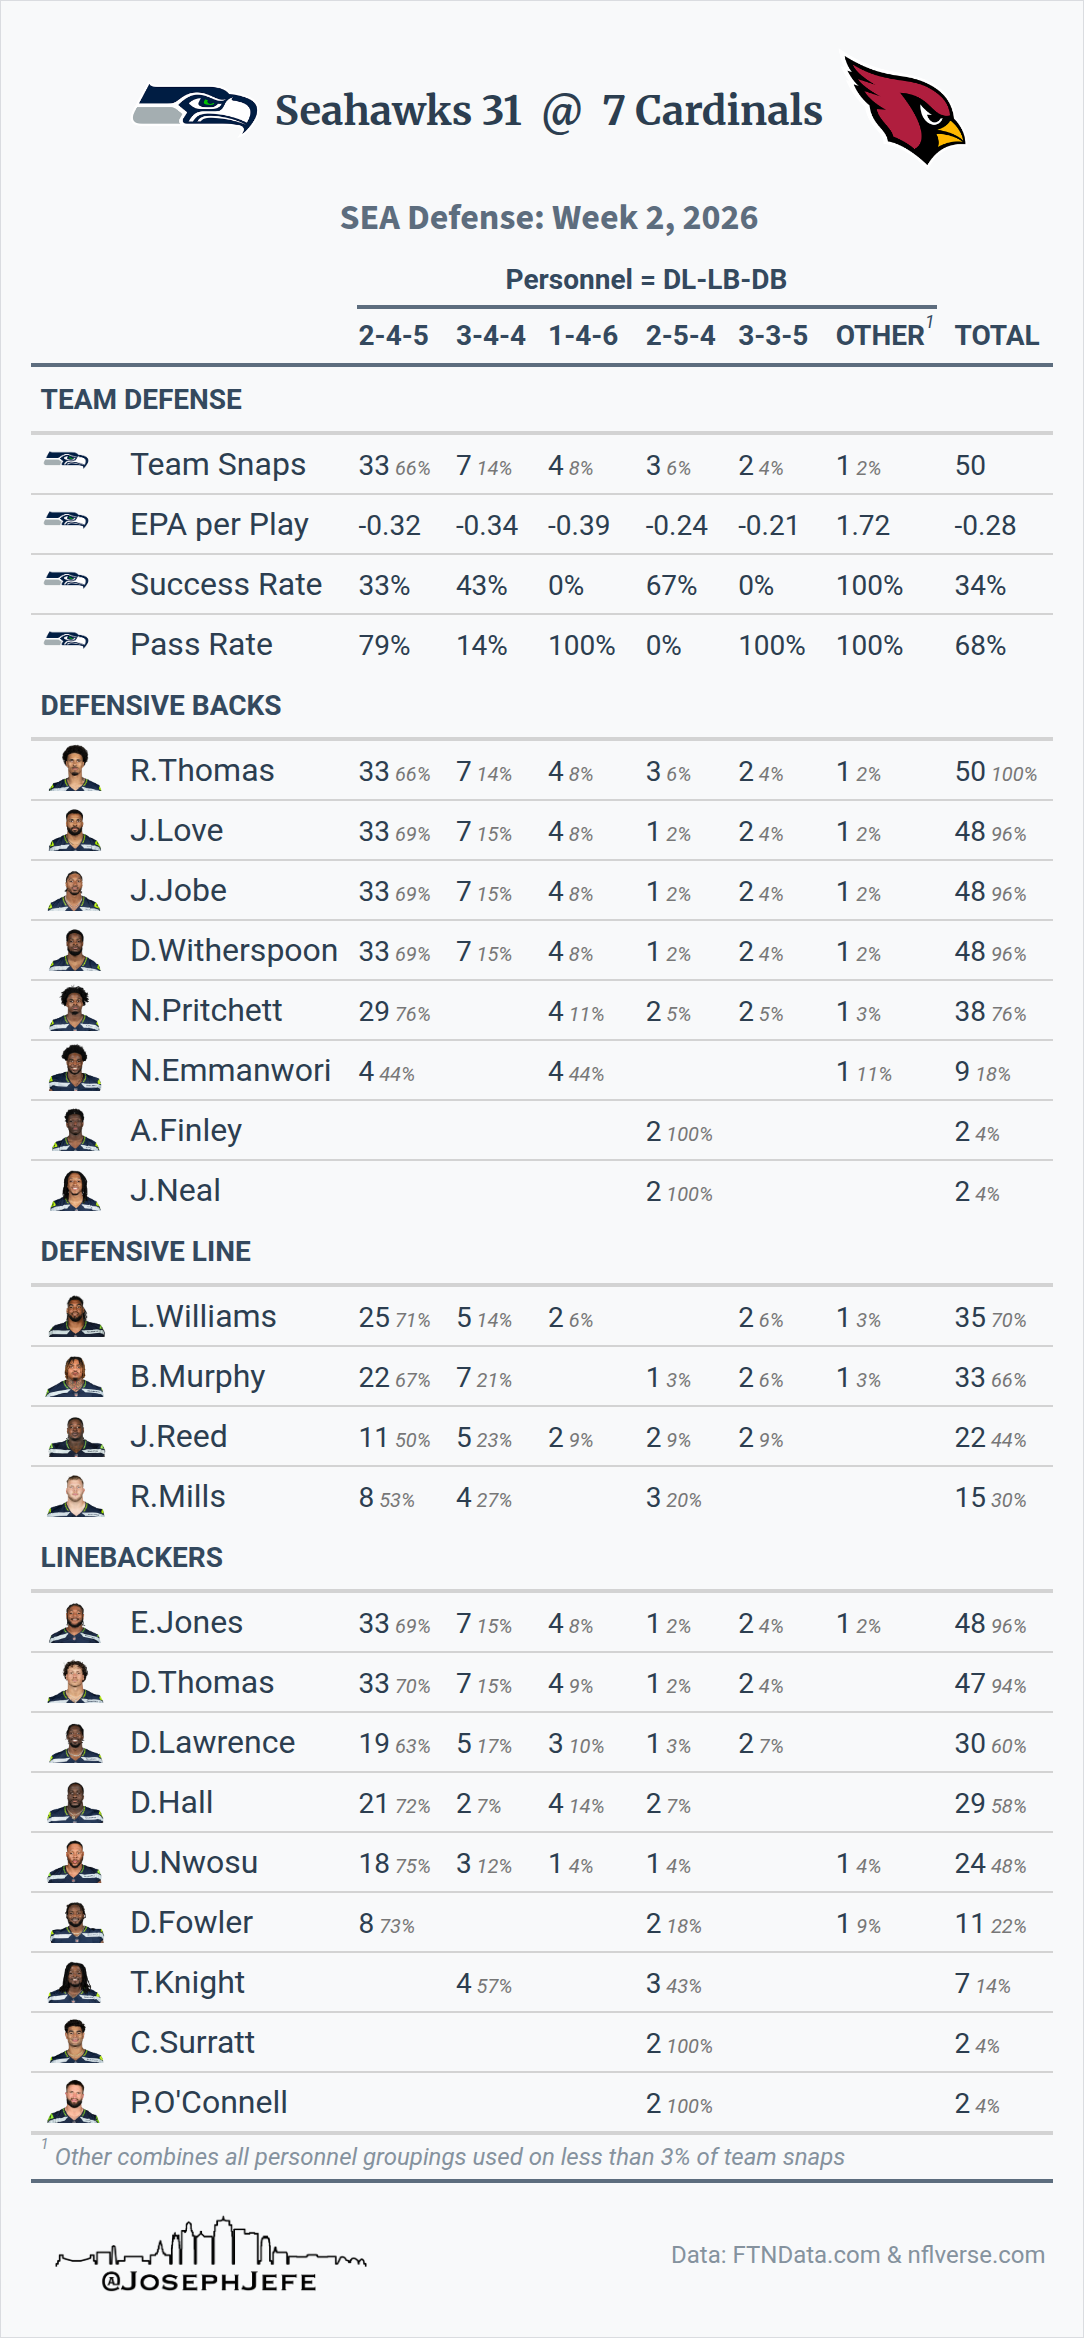 Seahawks 31 @ 7 Cardinals
SEA Defense: Week 2, 2026
Personnel = DL-LB-DB
2-4-5 3-4-4 1-4-6 2-5-4 3-3-5 OTHER1 TOTAL
TEAM DEFENSE
Team Snaps 33 66% 7 14% 4 8% 3 6% 2 4% 1 2% 50
EPA per Play -0.32 -0.34 -0.39 -0.24 -0.21 1.72 -0.28
Success Rate 33% 43% 0% 67% 0% 100% 34%
Pass Rate 79% 14% 100% 0% 100% 100% 68%
DEFENSIVE BACKS
R.Thomas 33 66% 7 14% 4 8% 3 6% 2 4% 1 2% 50 100%
J.Love 33 69% 7 15% 4 8% 1 2% 2 4% 1 2% 48 96%
J.Jobe 33 69% 7 15% 4 8% 1 2% 2 4% 1 2% 48 96%
D.Witherspoon 33 69% 7 15% 4 8% 1 2% 2 4% 1 2% 48 96%
N.Pritchett 29 76% 4 11% 2 5% 2 5% 1 3% 38 76%
N.Emmanwori 4 44% 4 44% 1 11% 9 18%
A.Finley 2 100% 2 4%
J.Neal 2 100% 2 4%
DEFENSIVE LINE
L.Williams 25 71% 5 14% 2 6% 2 6% 1 3% 35 70%
B.Murphy 22 67% 7 21% 1 3% 2 6% 1 3% 33 66%
J.Reed 11 50% 5 23% 2 9% 2 9% 2 9% 22 44%
R.Mills 8 53% 4 27% 3 20% 15 30%
LINEBACKERS
E.Jones 33 69% 7 15% 4 8% 1 2% 2 4% 1 2% 48 96%
D.Thomas 33 70% 7 15% 4 9% 1 2% 2 4% 47 94%
D.Lawrence 19 63% 5 17% 3 10% 1 3% 2 7% 30 60%
D.Hall 21 72% 2 7% 4 14% 2 7% 29 58%
U.Nwosu 18 75% 3 12% 1 4% 1 4% 1 4% 24 48%
D.Fowler 8 73% 2 18% 1 9% 11 22%
T.Knight 4 57% 3 43% 7 14%
C.Surratt 2 100% 2 4%
P.O'Connell 2 100% 2 4%
1 Other combines all personnel groupings used on less than 3% of team snaps
@JOSEPHJEFE
Data: FTNData.com & nflverse.com